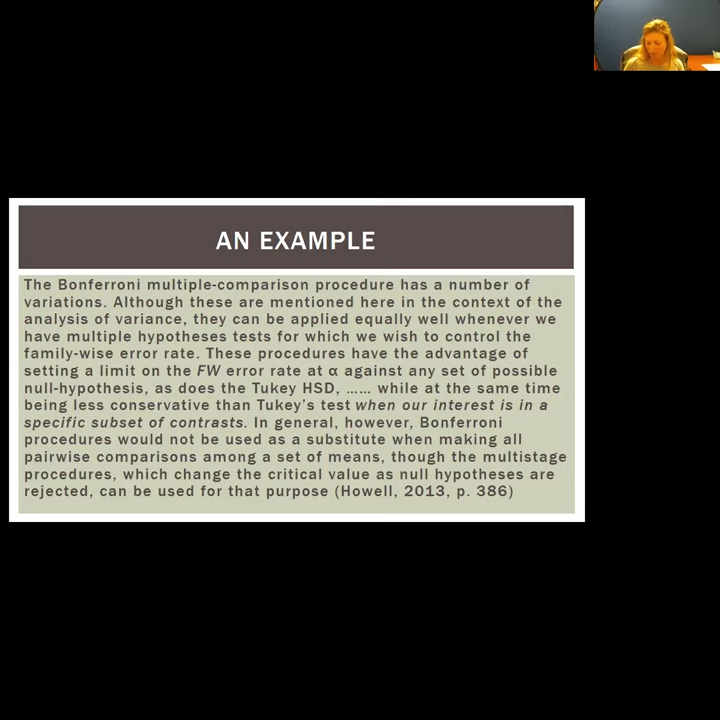 AN EXAMPLE
The Bonferroni multiple-comparison procedure has a number of
variations. Although these are mentioned here in the context of the
analysis of variance, they can be applied equally well whenever we
have multiple hypotheses tests for which we wish to control the
family-wise error rate. These procedures have the advantage of
setting a limit on the FW error rate at α against any set of possible
null-hypothesis, as does the Tukey HSD, …… while at the same time
being less conservative than Tukey's test when our interest is in a
specific subset of contrasts. In general, however, Bonferroni
procedures would not be used as a substitute when making all
pairwise comparisons among a set of means, though the multistage
procedures, which change the critical value as null hypotheses are
rejected, can be used for that purpose (Howell, 2013, p. 386)